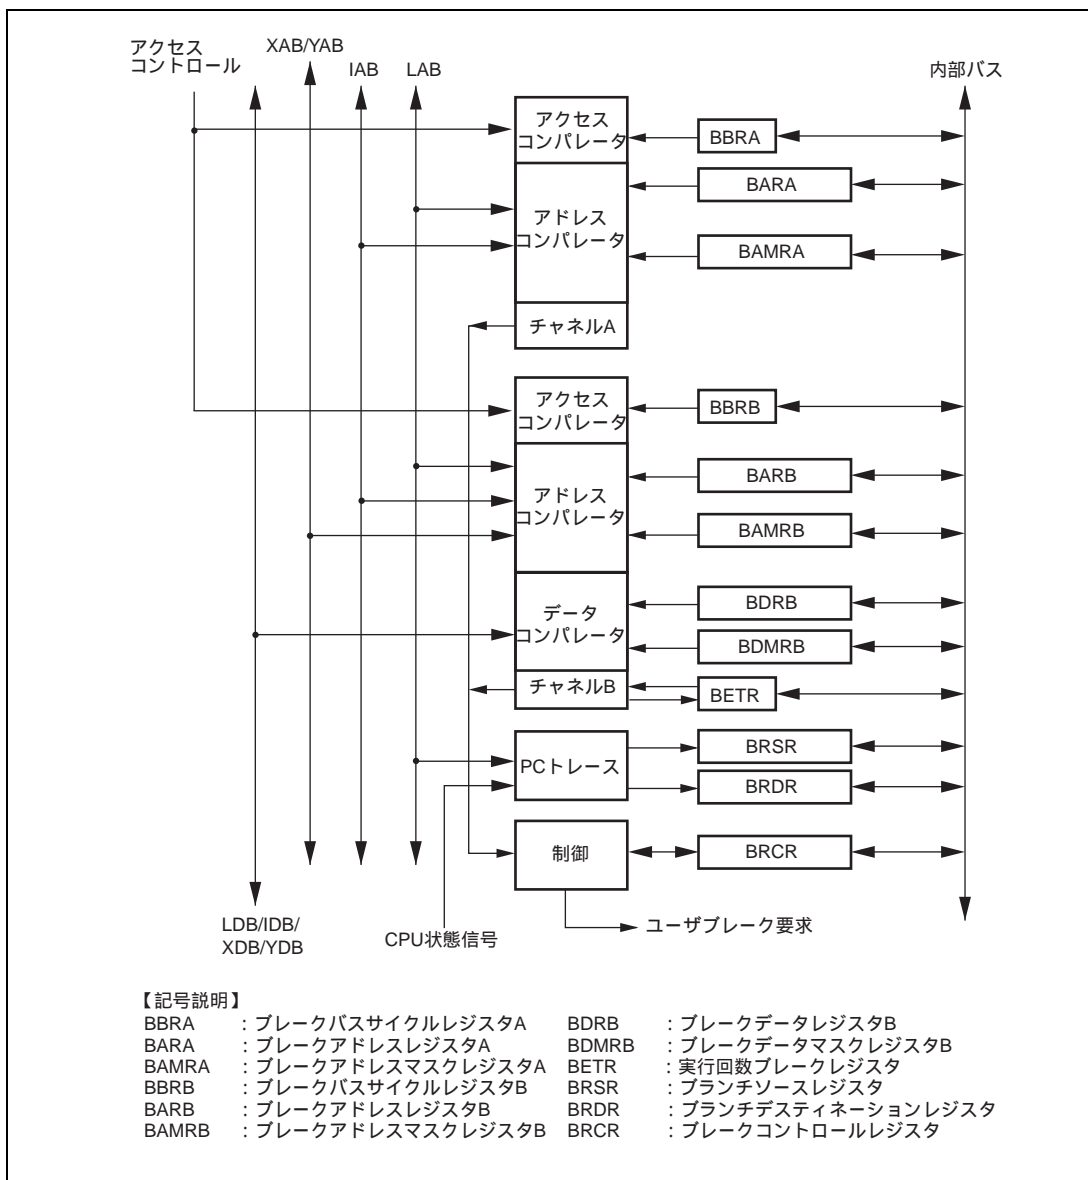 アクセス
コントロール
XAB/YAB
IAB
LAB
内部バス
アクセス
コンパレータ
BBRA
BARA
アドレス
コンパレータ
BAMRA
チャネルA
アクセス
コンパレータ
BBRB
BARB
アドレス
コンパレータ
BAMRB
データ
コンパレータ
BDRB
BDMRB
チャネルB
BETR
PCトレース
BRSR
BRDR
制御
BRCR
LDB/IDB/
XDB/YDB
CPU状態信号
ユーザブレーク要求
【記号説明】
BBRA : ブレークバスサイクルレジスタA BDRB : ブレークデータレジスタB
BARA : ブレークアドレスレジスタA BDMRB : ブレークデータマスクレジスタB
BAMRA : ブレークアドレスマスクレジスタA BETR : 実行回数ブレークレジスタ
BBRB : ブレークバスサイクルレジスタB BRSR : ブランチソースレジスタ
BARB : ブレークアドレスレジスタB BRDR : ブランチデスティネーションレジスタ
BAMRB : ブレークアドレスマスクレジスタB BRCR : ブレークコントロールレジスタ